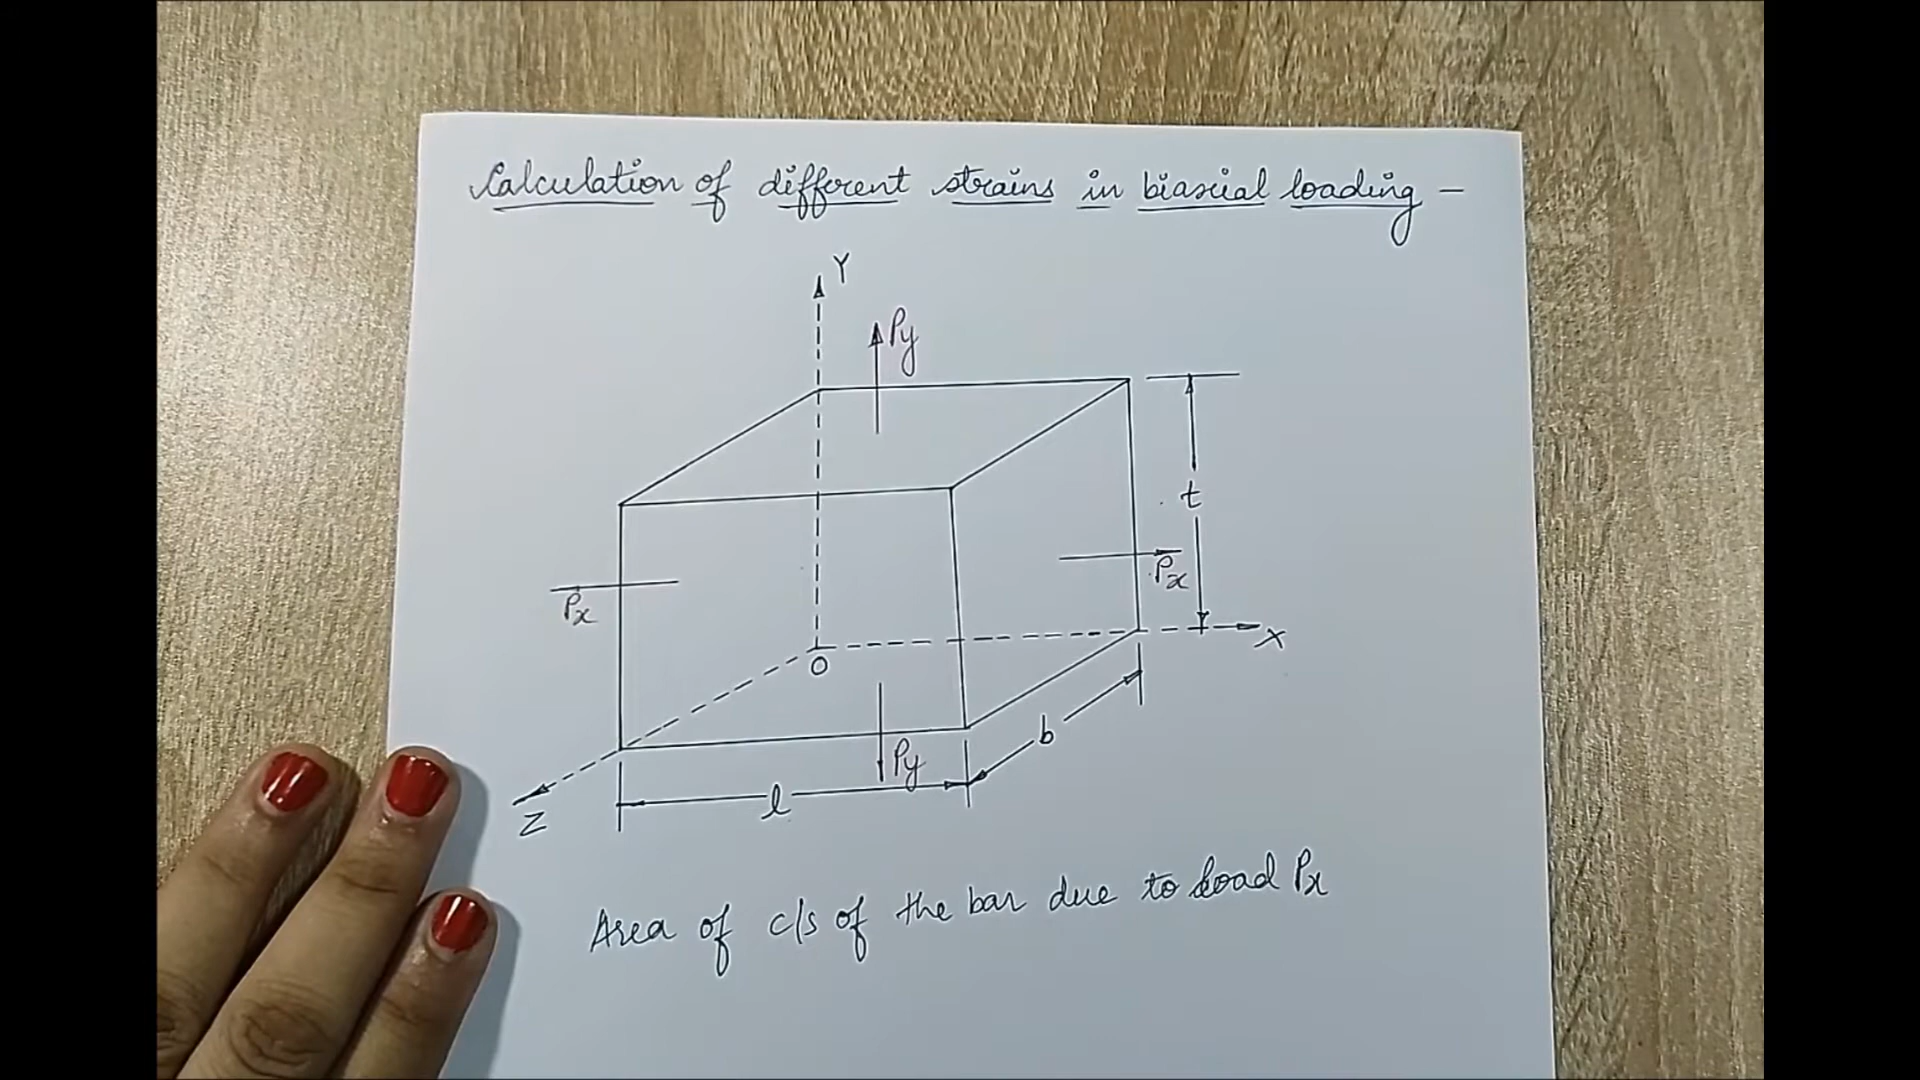 Calculation of different strains in biaxial loading -
Y
Py
t
Px
Px
X
O
b
Py
l
Z
Area of c/s of the bar due to load Px